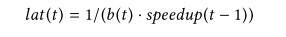 lat(t) = 1/(b(t) · speedup(t − 1))